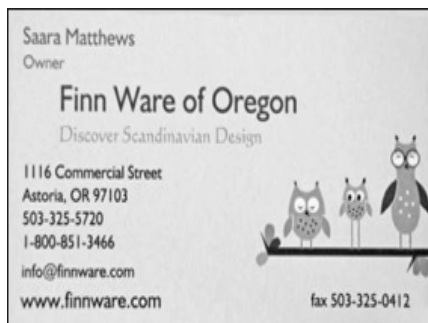 Saara Matthews
Owner
Finn Ware of Oregon
Discover Scandinavian Design
1116 Commercial Street
Astoria, OR 97103
503-325-5720
1-800-851-3466
info@finnware.com
www.finnware.com
fax 503-325-0412